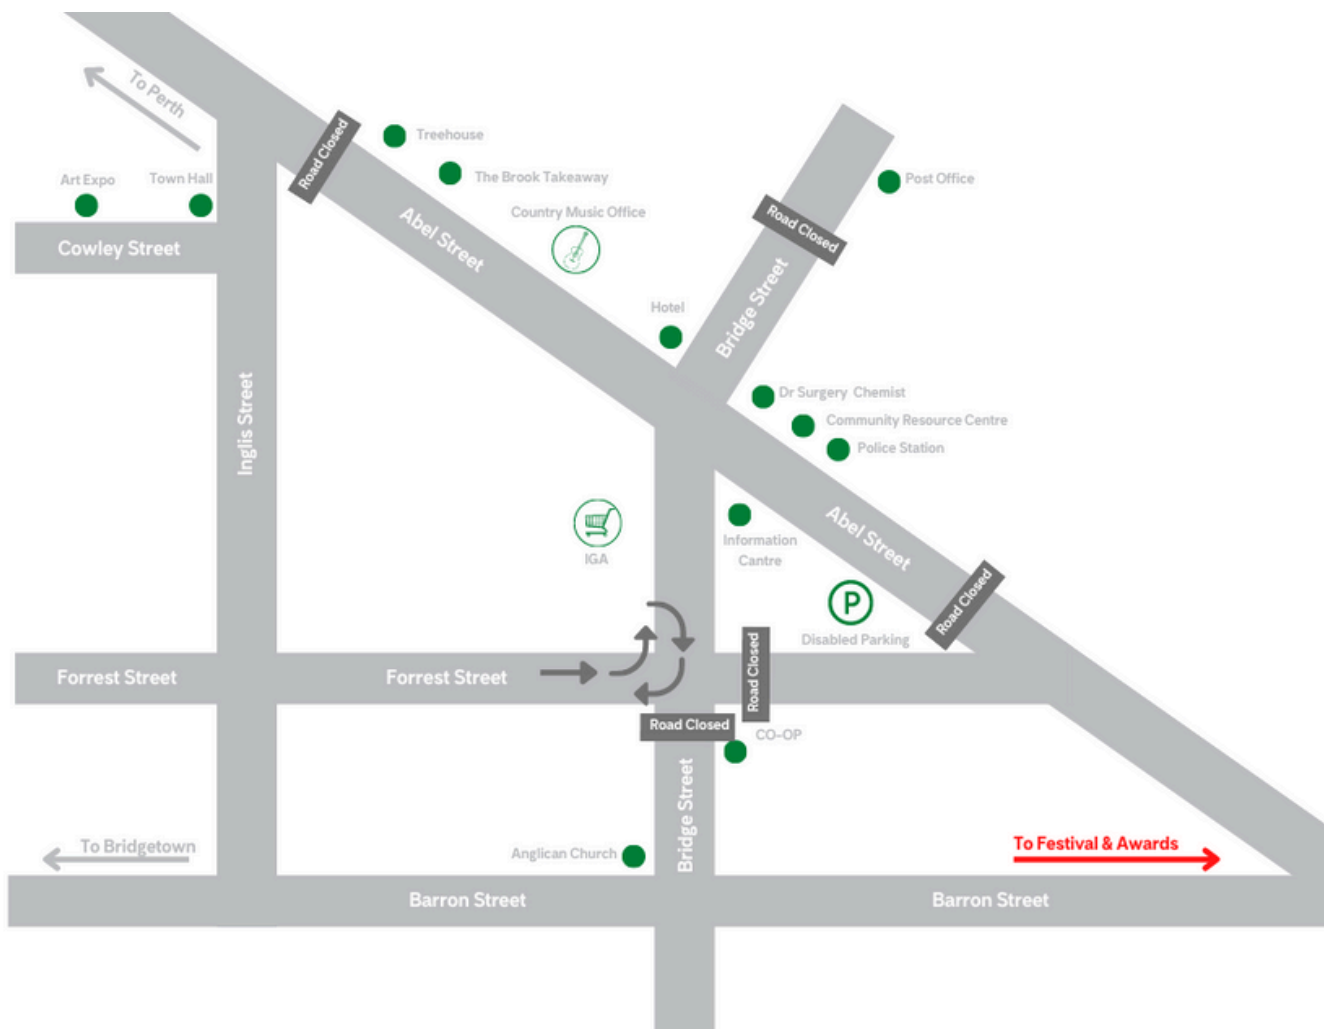 To Perth
Road Closed
Treehouse
The Brook Takeaway
Art Expo
Town Hall
Country Music Office
Post Office
Road Closed
Cowley Street
Abel Street
Bridge Street
Hotel
Inglis Street
Dr Surgery Chemist
Community Resource Centre
Police Station
Abel Street
IGA
Information
Cantre
P
Disabled Parking
Road Closed
Forrest Street
Forrest Street
Road Closed
Road Closed
CO-OP
Bridge Street
To Bridgetown
Anglican Church
To Festival & Awards
Barron Street
Barron Street